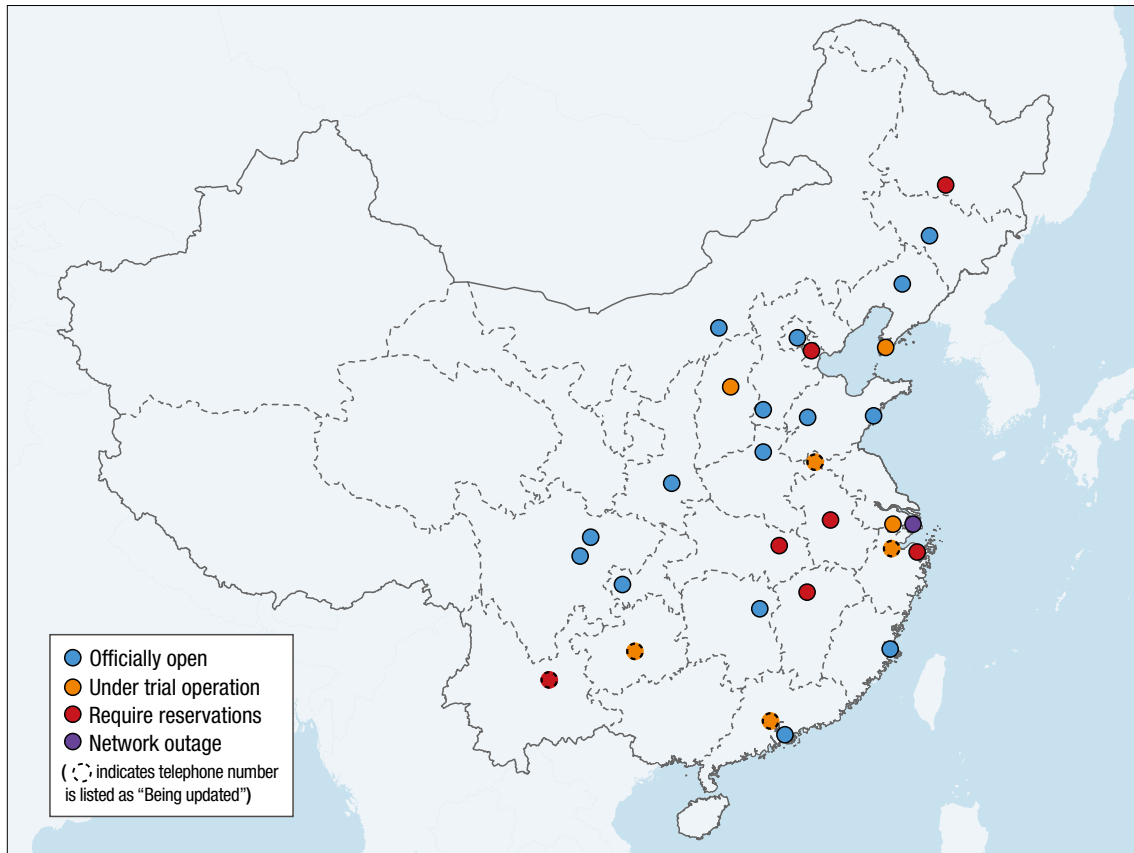 Officially open
Under trial operation
Require reservations
Network outage
( indicates telephone number
is listed as “Being updated”)